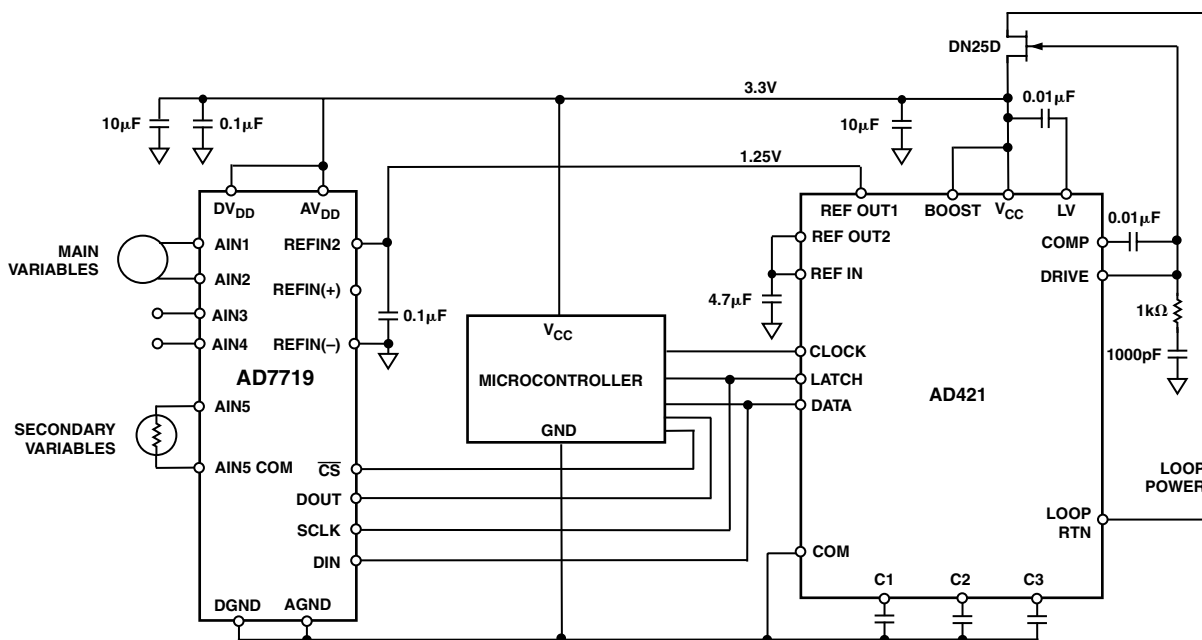 DN25D
3.3V
0.01μF
10μF
0.1μF
10μF
1.25V
DVDD
AVDD
REF OUT1
BOOST
VCC
LV
MAIN
VARIABLES
AIN1
REFIN2
REF OUT2
COMP
0.01μF
AIN2
REFIN(+)
REF IN
DRIVE
AIN3
0.1μF
4.7μF
1kΩ
AIN4
REFIN(–)
VCC
CLOCK
1000pF
AD7719
MICROCONTROLLER
LATCH
AD421
AIN5
DATA
SECONDARY
VARIABLES
GND
AIN5 COM
CS
LOOP
POWER
DOUT
SCLK
LOOP
RTN
DIN
COM
DGND
AGND
C1
C2
C3